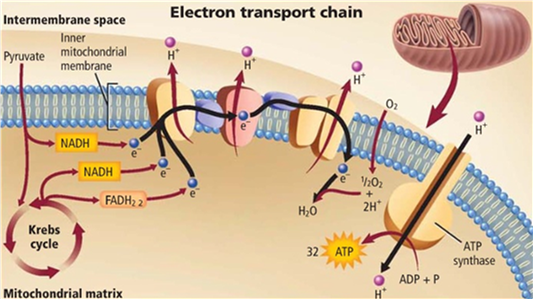 Electron transport chain
Intermembrane space
Inner
mitochondrial
membrane
Pyruvate
H+
H+
H+
O2
H+
NADH
e-
e-
e-
NADH
e-
e-
1/2O2
+
2H+
FADH2 2
H2O
Krebs
cycle
32
ATP
ATP
synthase
ADP + P
H+
Mitochondrial matrix